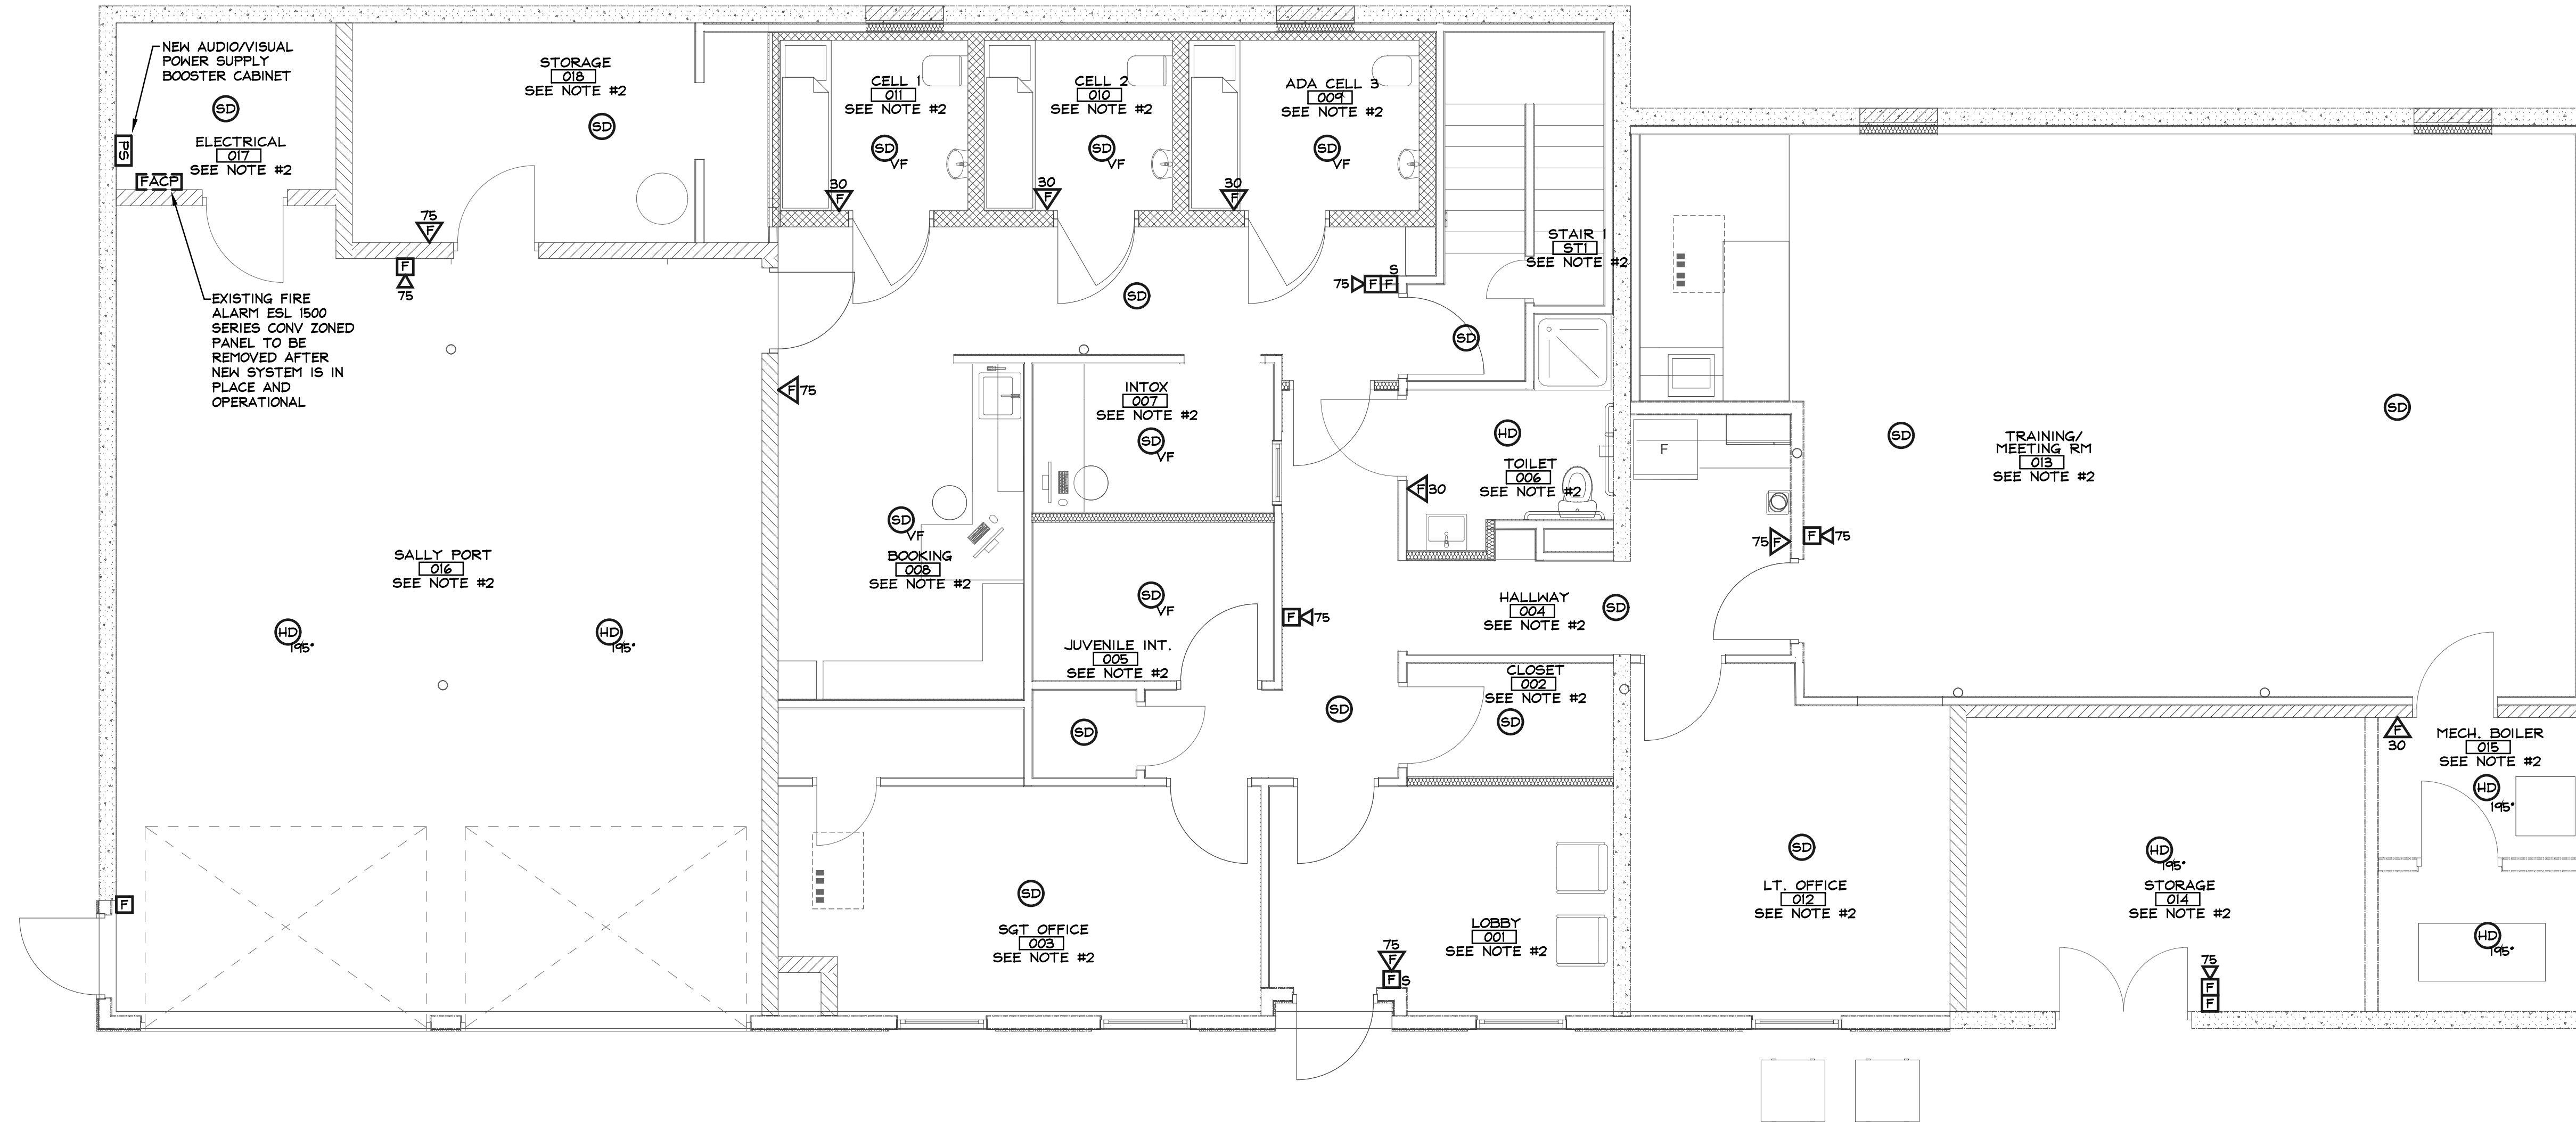 NEW AUDIO/VISUAL
POWER SUPPLY
BOOSTER CABINET
SD
PS
ELECTRICAL
017
SEE NOTE #2
FACP
EXISTING FIRE
ALARM ESL 1500
SERIES CONV ZONED
PANEL TO BE
REMOVED AFTER
NEW SYSTEM IS IN
PLACE AND
OPERATIONAL
STORAGE
018
SEE NOTE #2
SD
75
F
F
75
CELL 1
011
SEE NOTE #2
SD
VF
30
F
CELL 2
010
SEE NOTE #2
SD
VF
30
F
ADA CELL 3
009
SEE NOTE #2
SD
VF
30
F
STAIR 1
ST1
SEE NOTE #2
S
75 F F
SD
SD
F 75
INTOX
007
SEE NOTE #2
SD
VF
HD
TOILET
006
SEE NOTE #2
F 30
F
75 F
F 75
SD
SD
TRAINING/
MEETING RM
013
SEE NOTE #2
SALLY PORT
016
SEE NOTE #2
HD
195°
HD
195°
SD
VF
BOOKING
008
SEE NOTE #2
SD
VF
JUVENILE INT.
005
SEE NOTE #2
F 75
HALLWAY
004
SEE NOTE #2
SD
CLOSET
002
SEE NOTE #2
SD
SD
SD
F
30
MECH. BOILER
015
SEE NOTE #2
HD
195°
HD
195°
F
SD
SGT OFFICE
003
SEE NOTE #2
LOBBY
001
SEE NOTE #2
75
F
F S
SD
LT. OFFICE
012
SEE NOTE #2
HD
195°
STORAGE
014
SEE NOTE #2
75
F
F